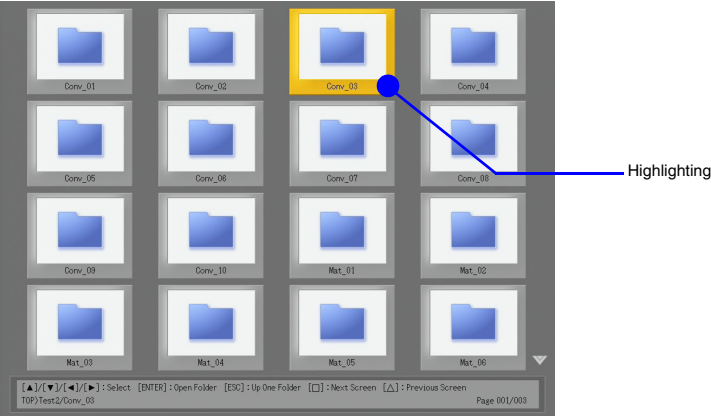 Conv_01 Conv_02 Conv_03 Conv_04
Conv_05 Conv_06 Conv_07 Conv_08
Highlighting
Conv_09 Conv_10 Mat_01 Mat_02
Mat_03 Mat_04 Mat_05 Mat_06
[▲]/[▼]/[◄]/[►]:Select [ENTER]:Open Folder [ESC]:Up One Folder [□]:Next Screen [△]:Previous Screen
TOP>Test2/Conv_03 Page 001/003